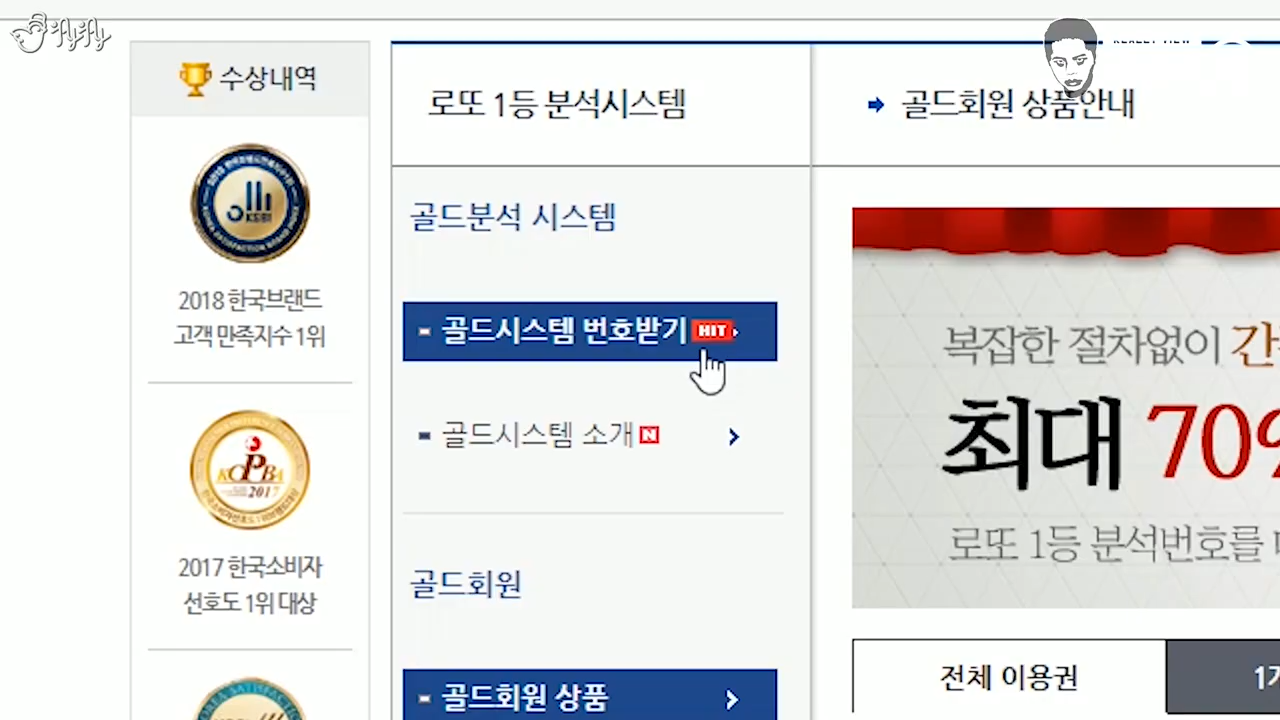 수상내역
KSBI
2018 한국브랜드
고객 만족지수 1위
KOPBA
2017
2017 한국소비자
선호도 1위 대상
로또 1등 분석시스템
골드분석 시스템
골드시스템 번호받기 HIT
골드시스템 소개 N
골드회원
골드회원 상품
골드회원 상품안내
복잡한 절차없이
최대 70%
로또 1등 분석번호를
전체 이용권